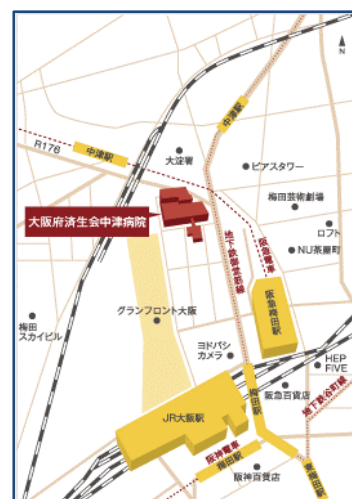 N
中津駅
R176
中津駅
大淀署
ピアスタワー
梅田芸術劇場
大阪府済生会中津病院
ロフト
地下鉄御堂筋線
阪急電車
NU茶屋町
グランフロント大阪
阪急梅田駅
梅田
スカイビル
ヨドバシ
カメラ
HEP
FIVE
梅田駅
阪急百貨店
地下鉄谷町線
JR大阪駅
阪神電車
梅田駅
阪神百貨店
東梅田駅